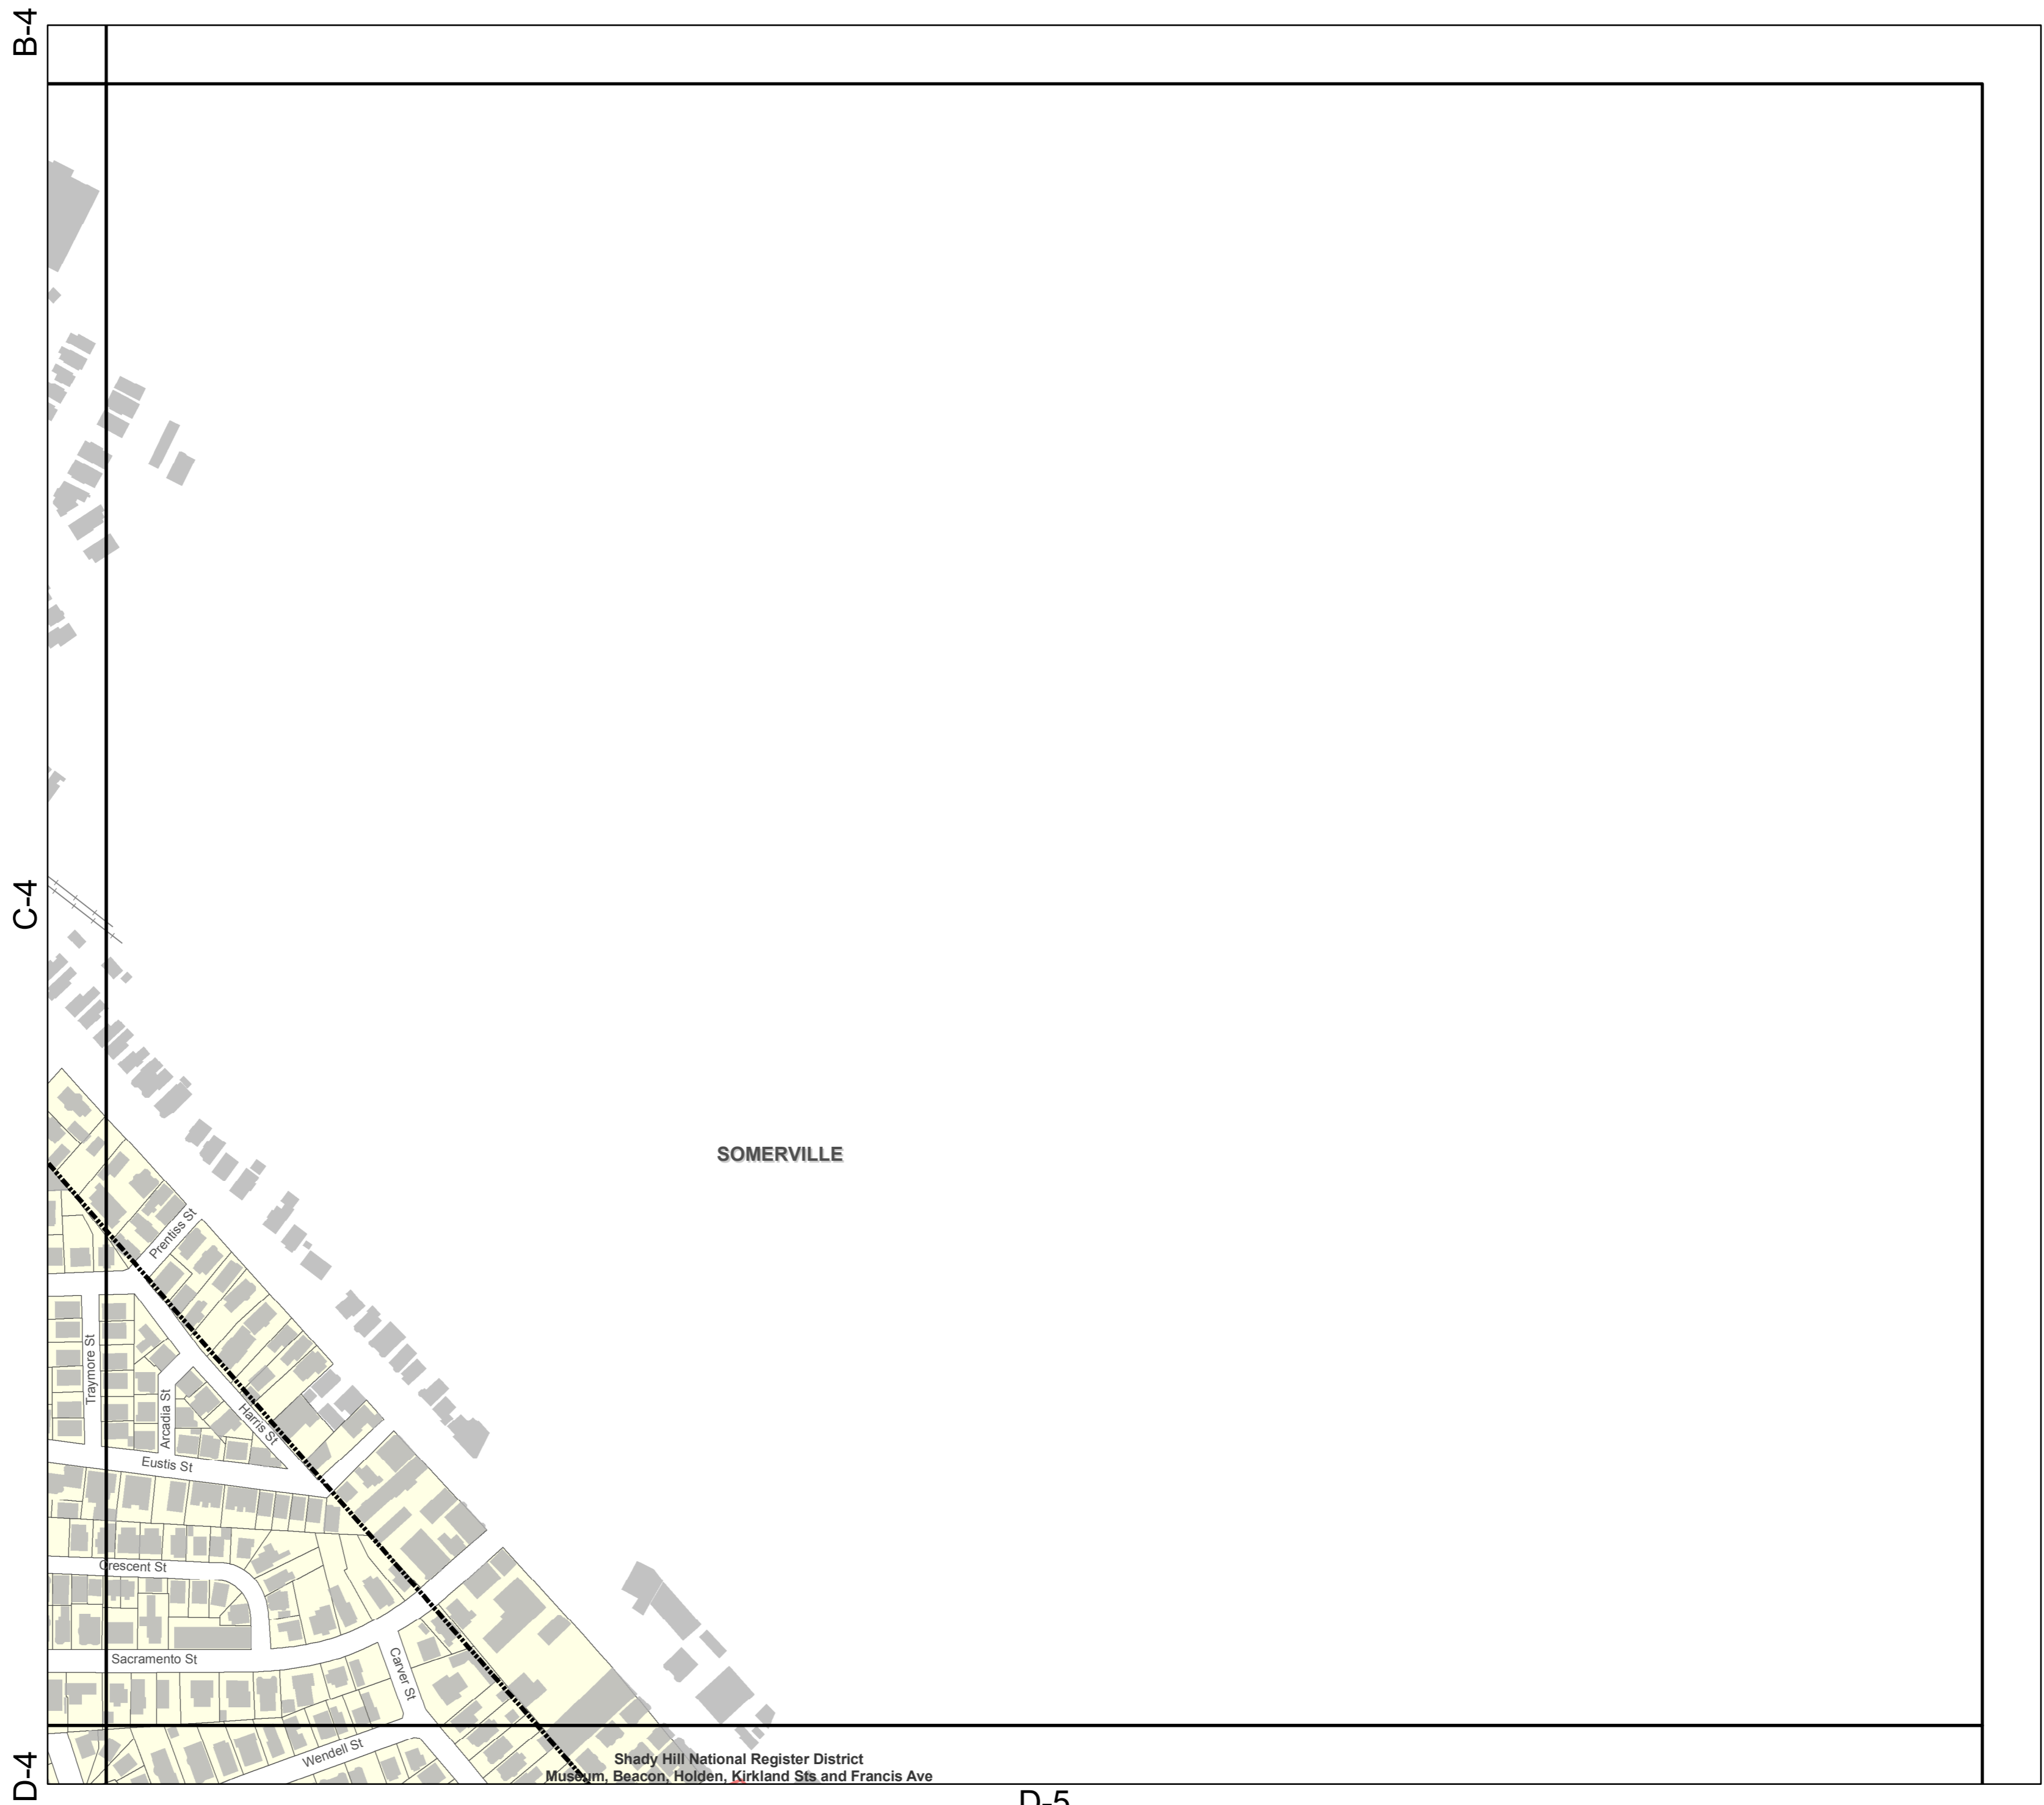 B-4
C-4
SOMERVILLE
Prentiss St
Traymore St
Arcadia St
Harris St
Eustis St
Crescent St
Sacramento St
Carver St
Wendell St
Shady Hill National Register District
Museum, Beacon, Holden, Kirkland Sts and Francis Ave
D-4
D-5